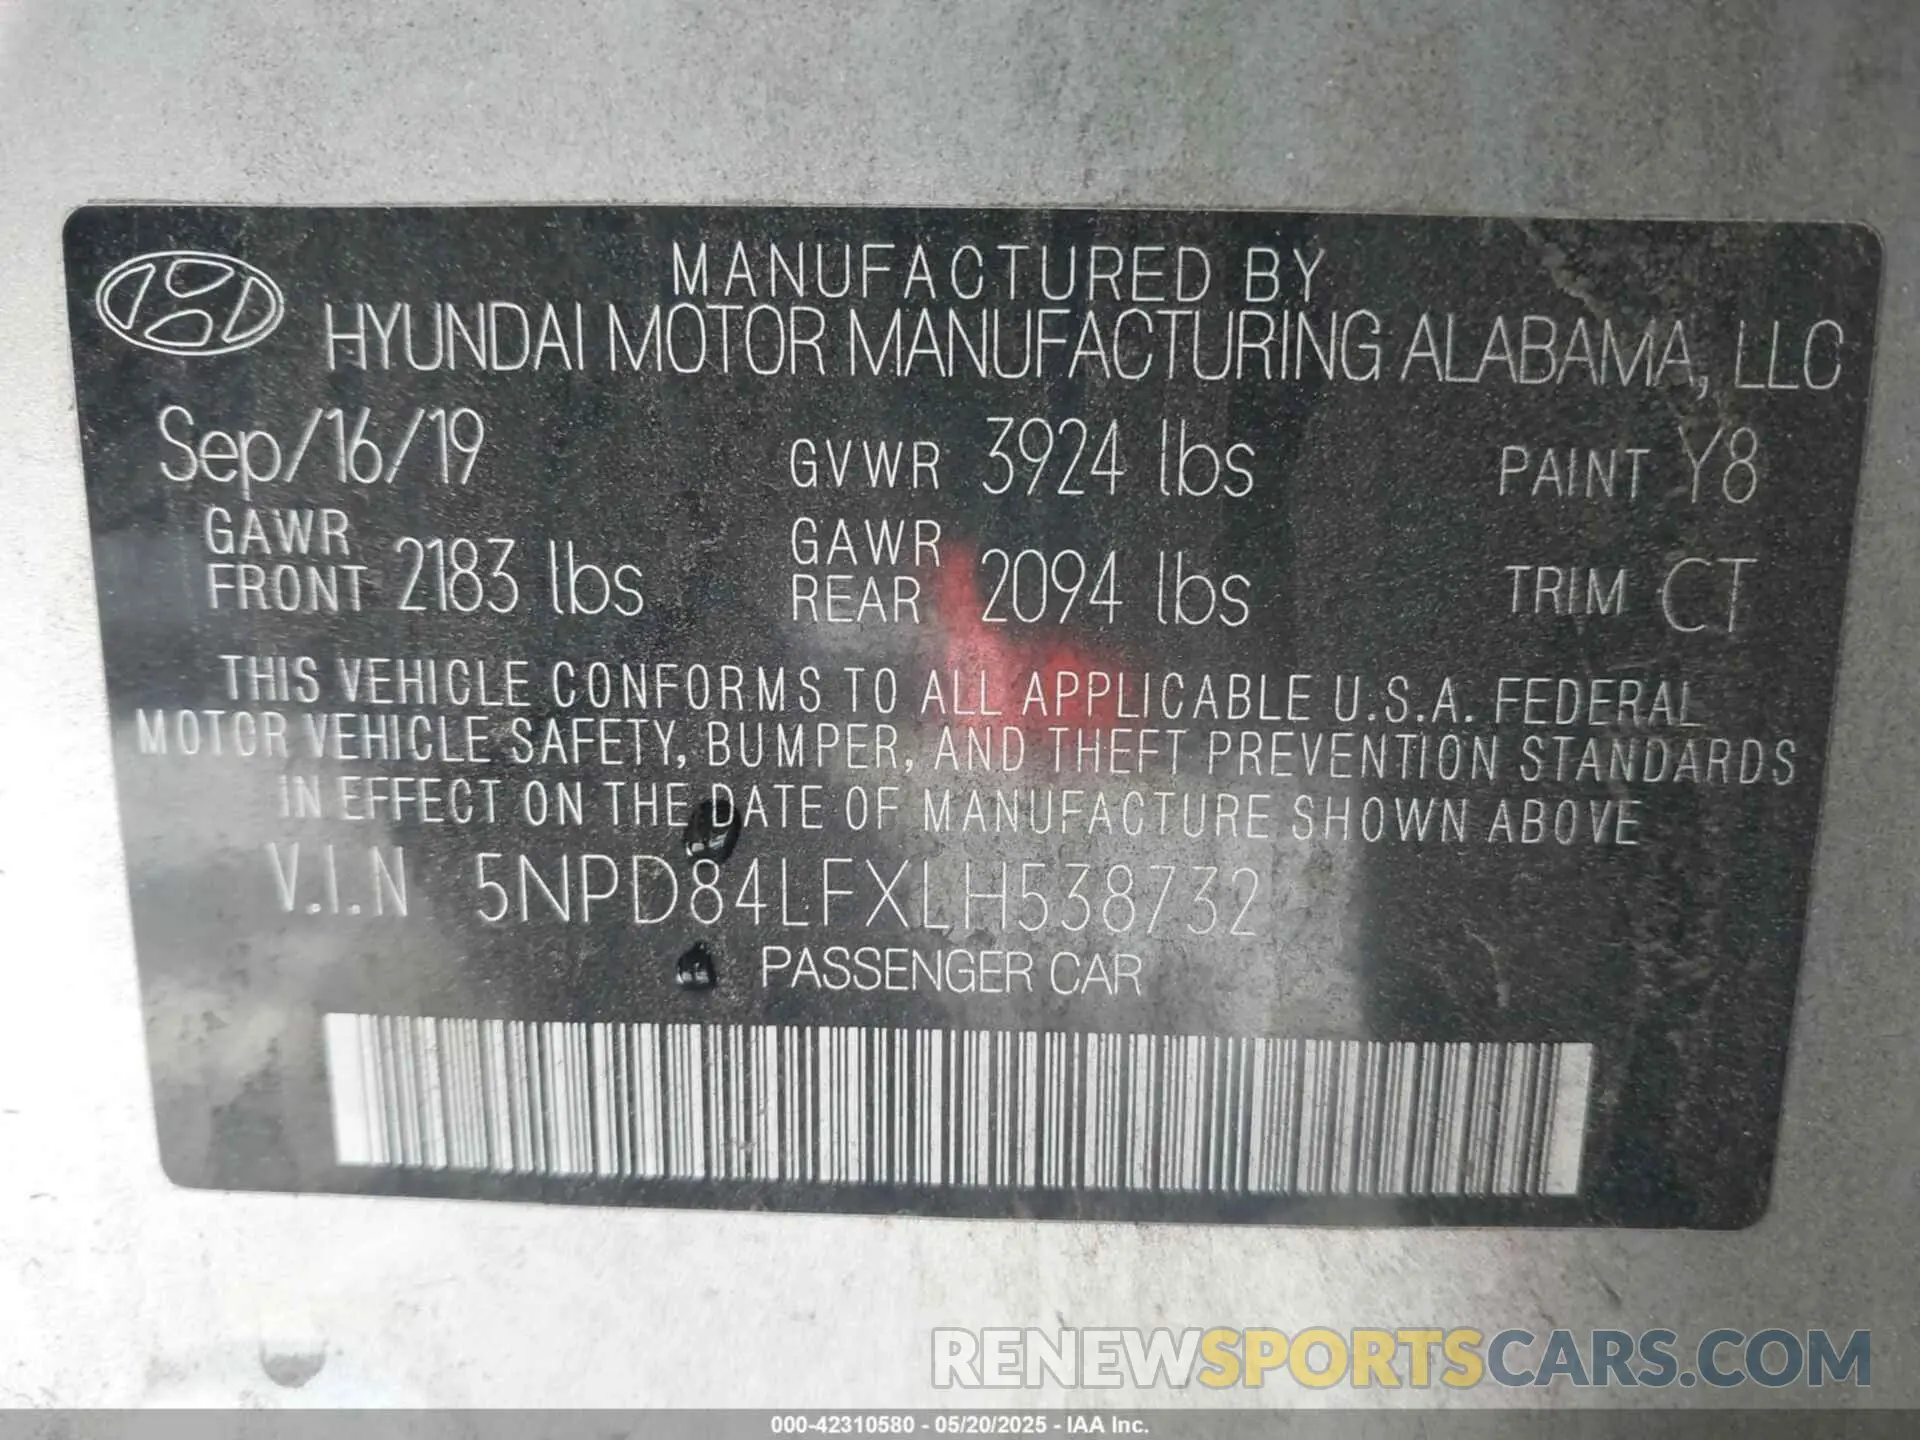 MANUFACTURED BY
HYUNDAI MOTOR MANUFACTURING ALABAMA, LLC
Sep/16/19 GVWR 3924 lbs PAINT Y8
GAWR FRONT 2183 lbs GAWR REAR 2094 lbs TRIM CT
THIS VEHICLE CONFORMS TO ALL APPLICABLE U.S.A. FEDERAL
MOTOR VEHICLE SAFETY, BUMPER, AND THEFT PREVENTION STANDARDS
IN EFFECT ON THE DATE OF MANUFACTURE SHOWN ABOVE
V.I.N 5NPD84LFXLH538732
PASSENGER CAR
RENEWSPORTSCARS.COM
000-42310580 - 05/20/2025 - IAA Inc.